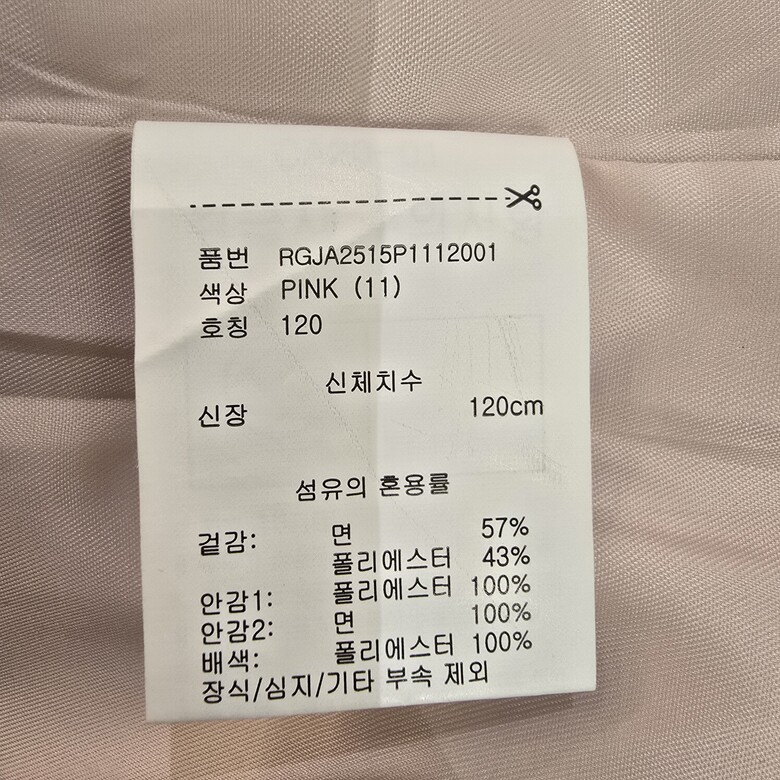 품번 RGJA2515P1112001
색상 PINK (11)
호칭 120
신체치수
신장 120cm
섬유의 혼용률
겉감: 면 57%
폴리에스터 43%
안감1: 폴리에스터 100%
안감2: 면 100%
배색: 폴리에스터 100%
장식/심지/기타 부속 제외